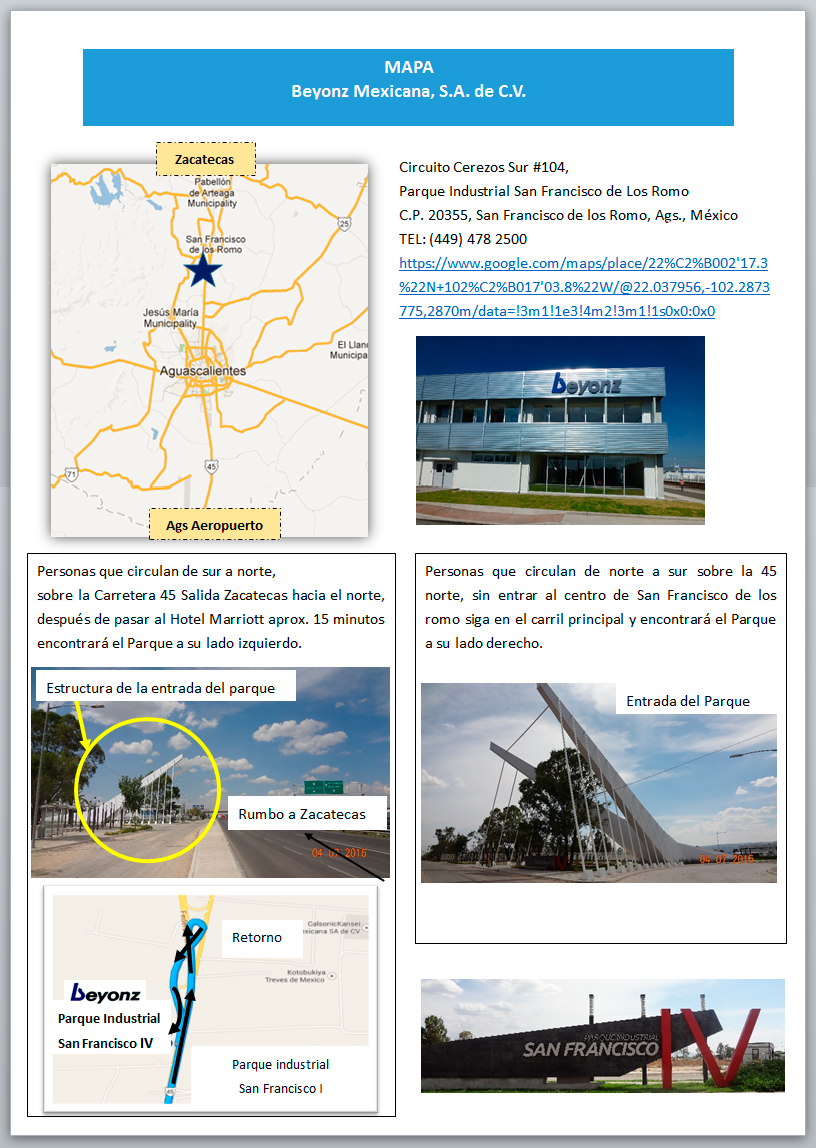 MAPA
Beyonz Mexicana, S.A. de C.V.
Zacatecas
Pabellón
de Arteaga
Municipality
25
San Francisco
de los Romo
Jesús María
Municipality
El Llan
Municipa
Aguascalientes
71
45
Ags Aeropuerto
Circuito Cerezos Sur #104,
Parque Industrial San Francisco de Los Romo
C.P. 20355, San Francisco de los Romo, Ags., México
TEL: (449) 478 2500
https://www.google.com/maps/place/22%C2%B002'17.3
%22N+102%C2%B017'03.8%22W/@22.037956,-102.2873
775,2870m/data=!3m1!1e3!4m2!3m1!1s0x0:0x0
beyonz
Personas que circulan de sur a norte,
sobre la Carretera 45 Salida Zacatecas hacia el norte,
después de pasar al Hotel Marriott aprox. 15 minutos
encontrará el Parque a su lado izquierdo.
Estructura de la entrada del parque
Rumbo a Zacatecas
04 07 2015
Retorno
CalsonicKansei
exicana SA de CV
Kotobukiya
Treves de Mexico
beyonz
Parque Industrial
San Francisco IV
Parque industrial
San Francisco I
45
Personas que circulan de norte a sur sobre la 45
norte, sin entrar al centro de San Francisco de los
romo siga en el carril principal y encontrará el Parque
a su lado derecho.
Entrada del Parque
04 07 2015
PARQUE INDUSTRIAL
SAN FRANCISCO IV